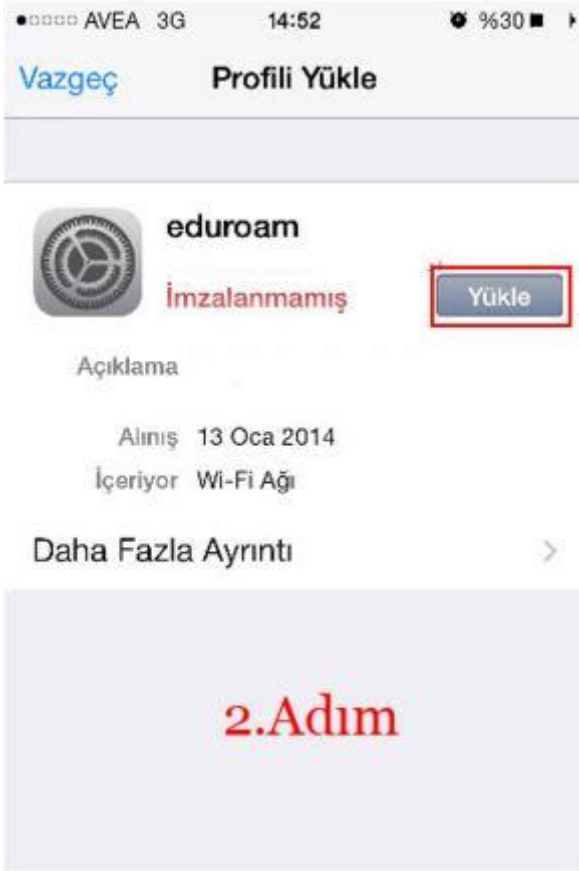 AVEA 3G 14:52 %30
Vazgeç Profili Yükle
eduroam
İmzalanmamış Yükle
Açıklama
Alınış 13 Oca 2014
İçeriyor Wi-Fi Ağı
Daha Fazla Ayrıntı
2.Adım